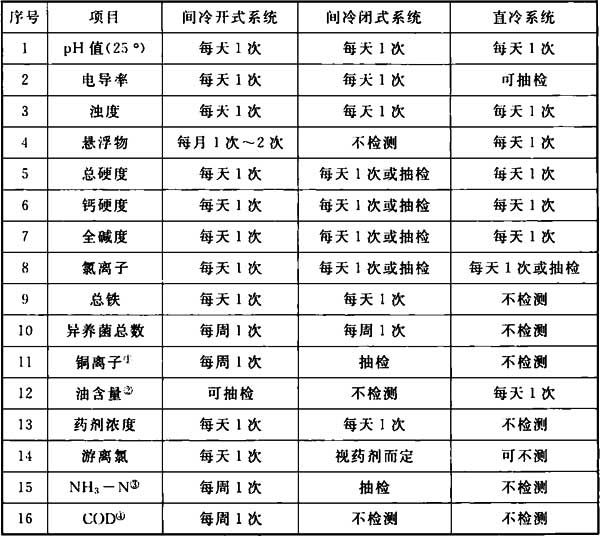 序号 项目 间冷开式系统 间冷闭式系统 直冷系统
1 pH值(25°) 每天1次 每天1次 每天1次
2 电导率 每天1次 每天1次 可抽检
3 浊度 每天1次 每天1次 每天1次
4 悬浮物 每月1次～2次 不检测 每天1次
5 总硬度 每天1次 每天1次或抽检 每天1次
6 钙硬度 每天1次 每天1次或抽检 每天1次
7 全碱度 每天1次 每天1次或抽检 每天1次
8 氯离子 每天1次 每天1次或抽检 每天1次或抽检
9 总铁 每天1次 每天1次 不检测
10 异养菌总数 每周1次 每周1次 不检测
11 铜离子① 每周1次 抽检 不检测
12 油含量② 可抽检 不检测 每天1次
13 药剂浓度 每天1次 每天1次 不检测
14 游离氯 每天1次 视药剂而定 可不测
15 NH₃－N③ 每周1次 抽检 不检测
16 COD④ 每周1次 不检测 不检测